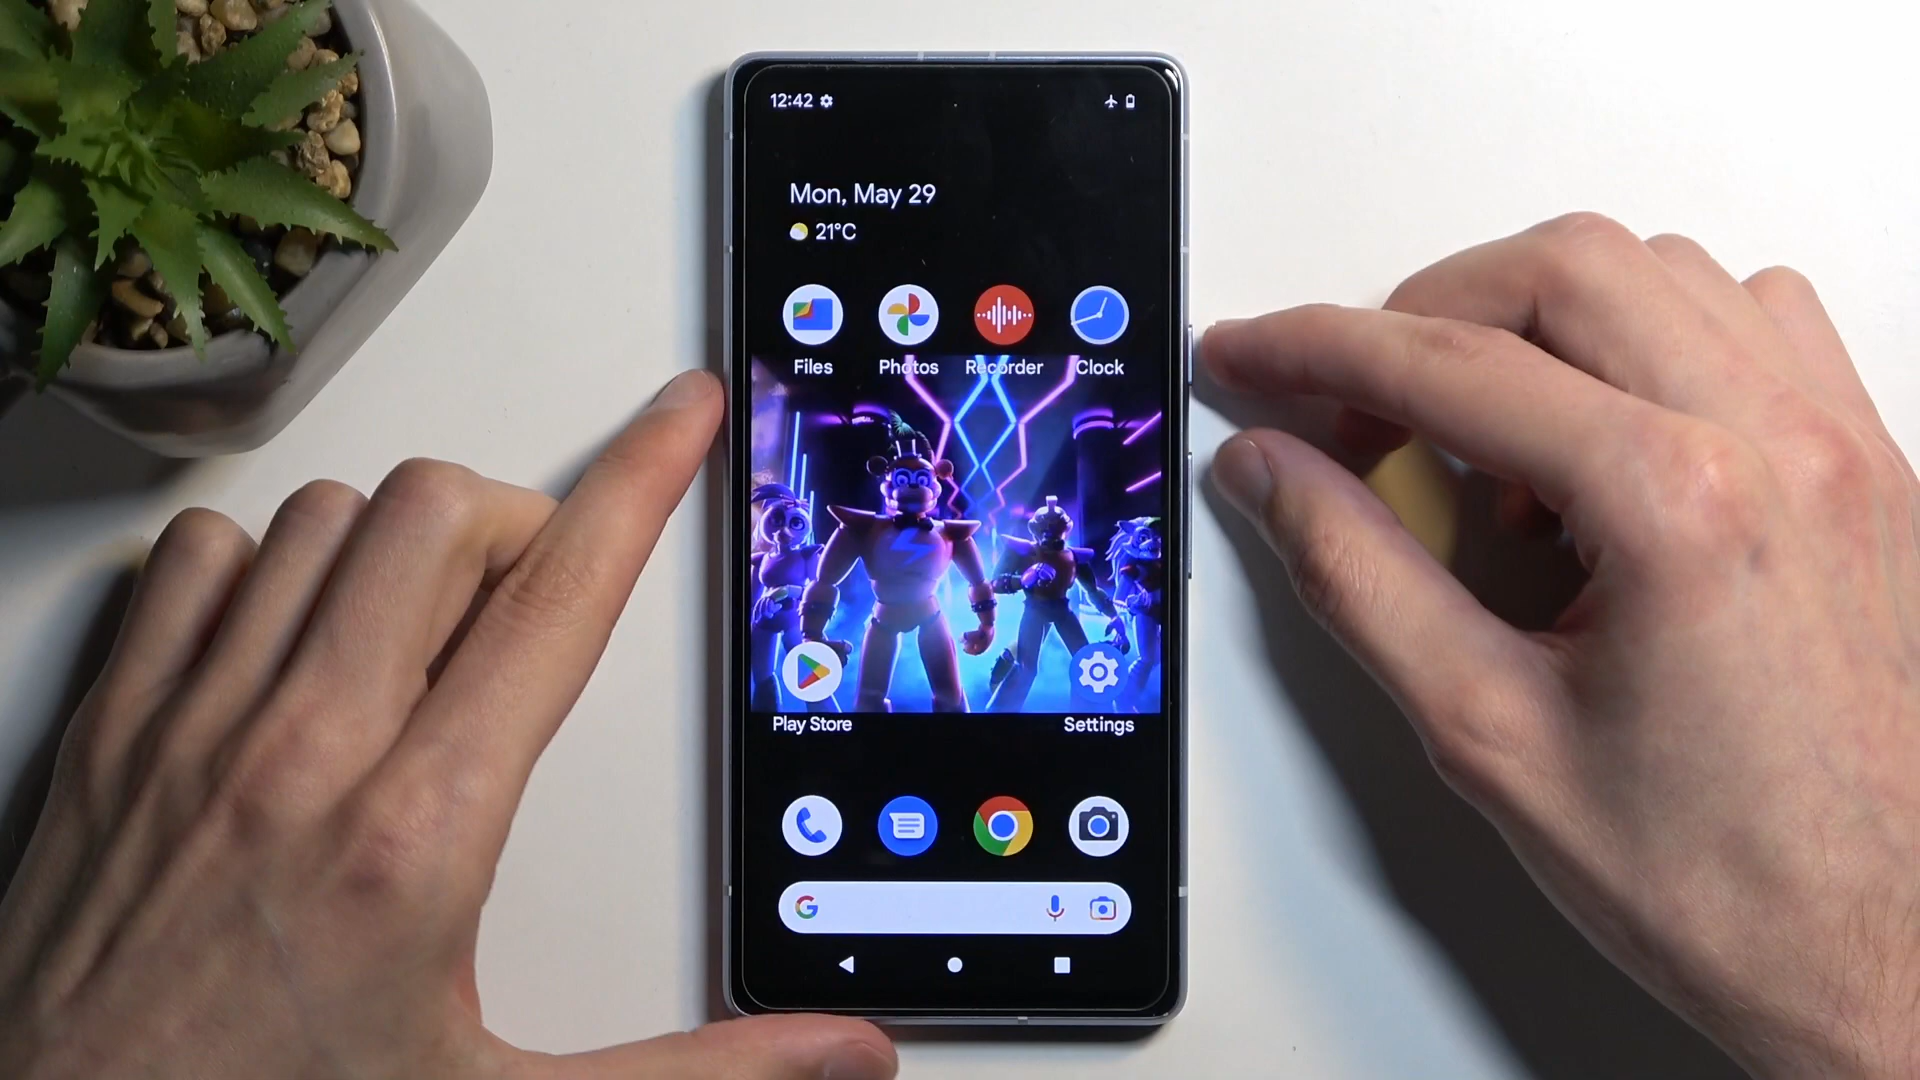 12:42
Mon, May 29
21°C
Files Photos Recorder Clock
Play Store Settings
G